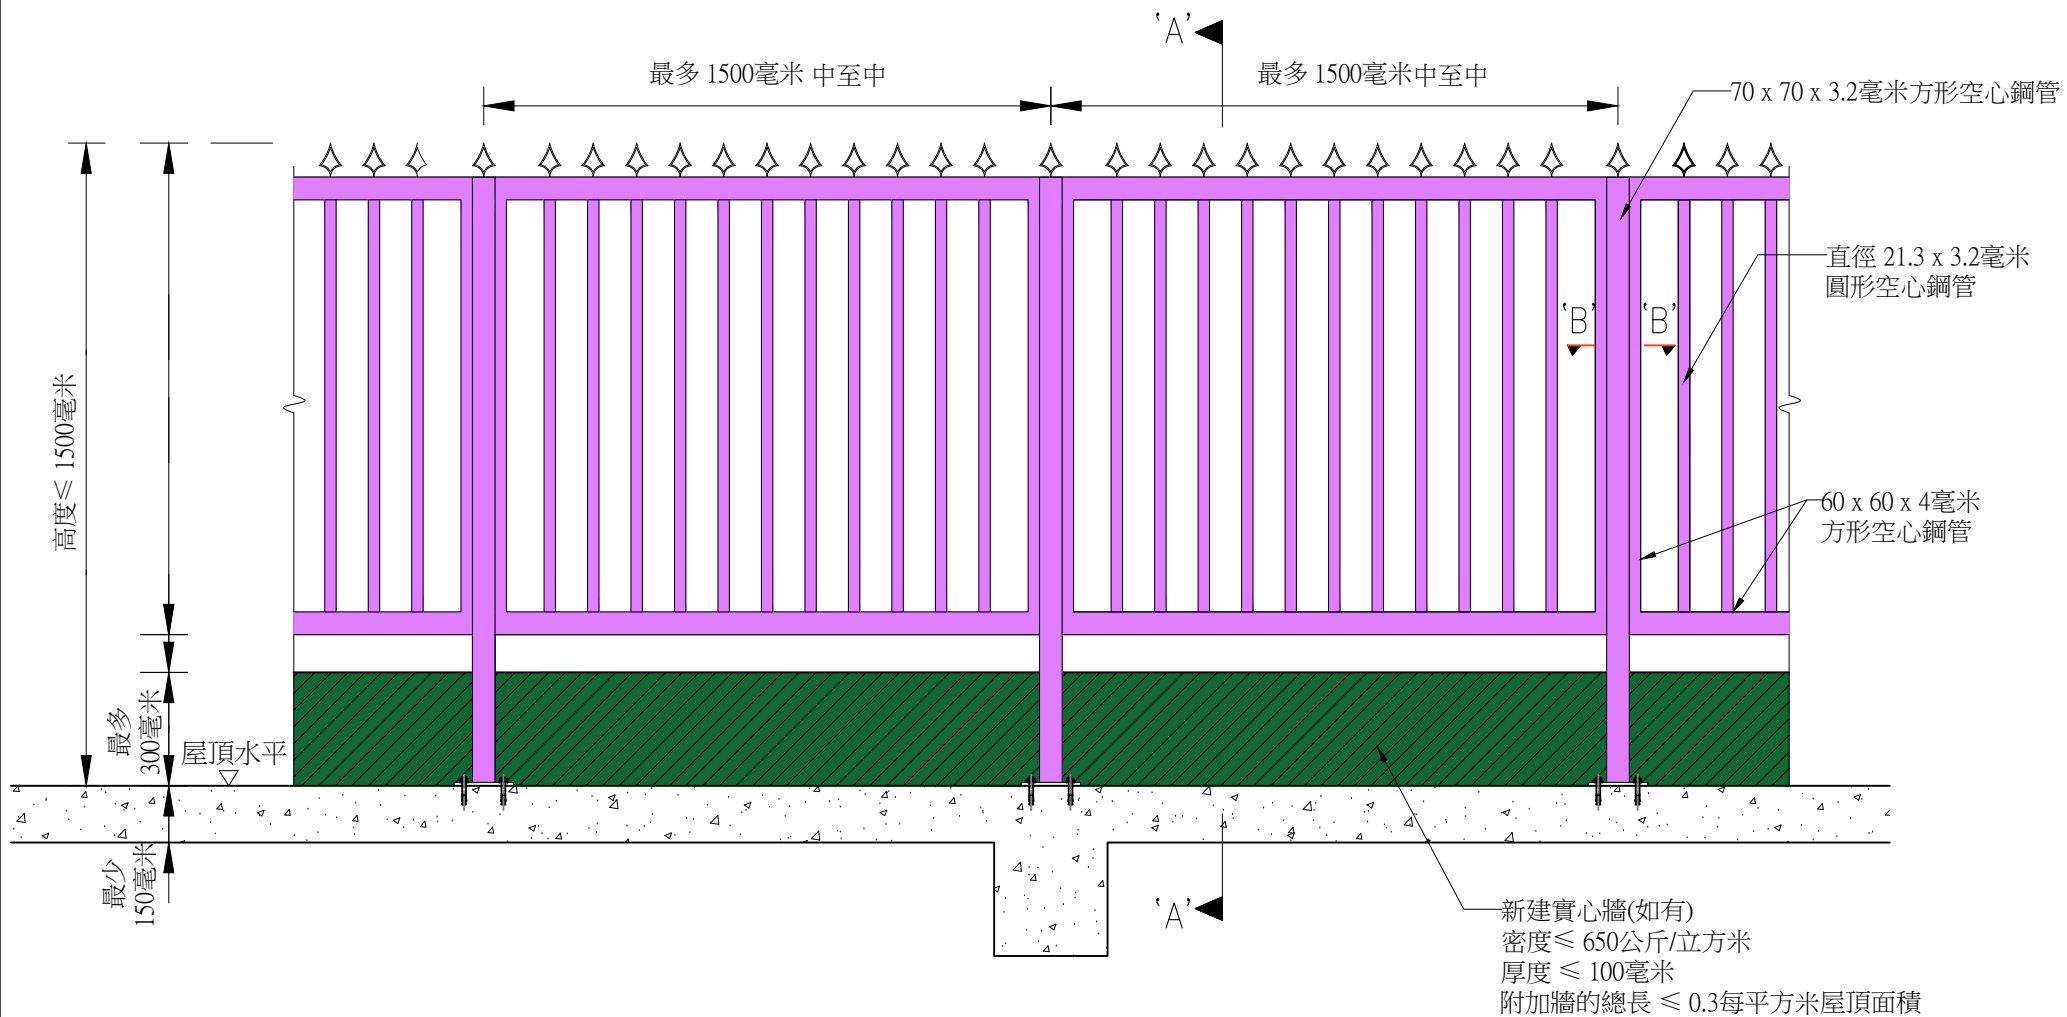 'A'
最多 1500毫米 中至中
最多 1500毫米中至中
70 x 70 x 3.2毫米方形空心鋼管
直徑 21.3 x 3.2毫米
圓形空心鋼管
'B'
'B'
高度≤ 1500毫米
60 x 60 x 4毫米
方形空心鋼管
最多
300毫米
屋頂水平
最少
150毫米
'A'
新建實心牆(如有)
密度≤ 650公斤/立方米
厚度 ≤ 100毫米
附加牆的總長 ≤ 0.3每平方米屋頂面積